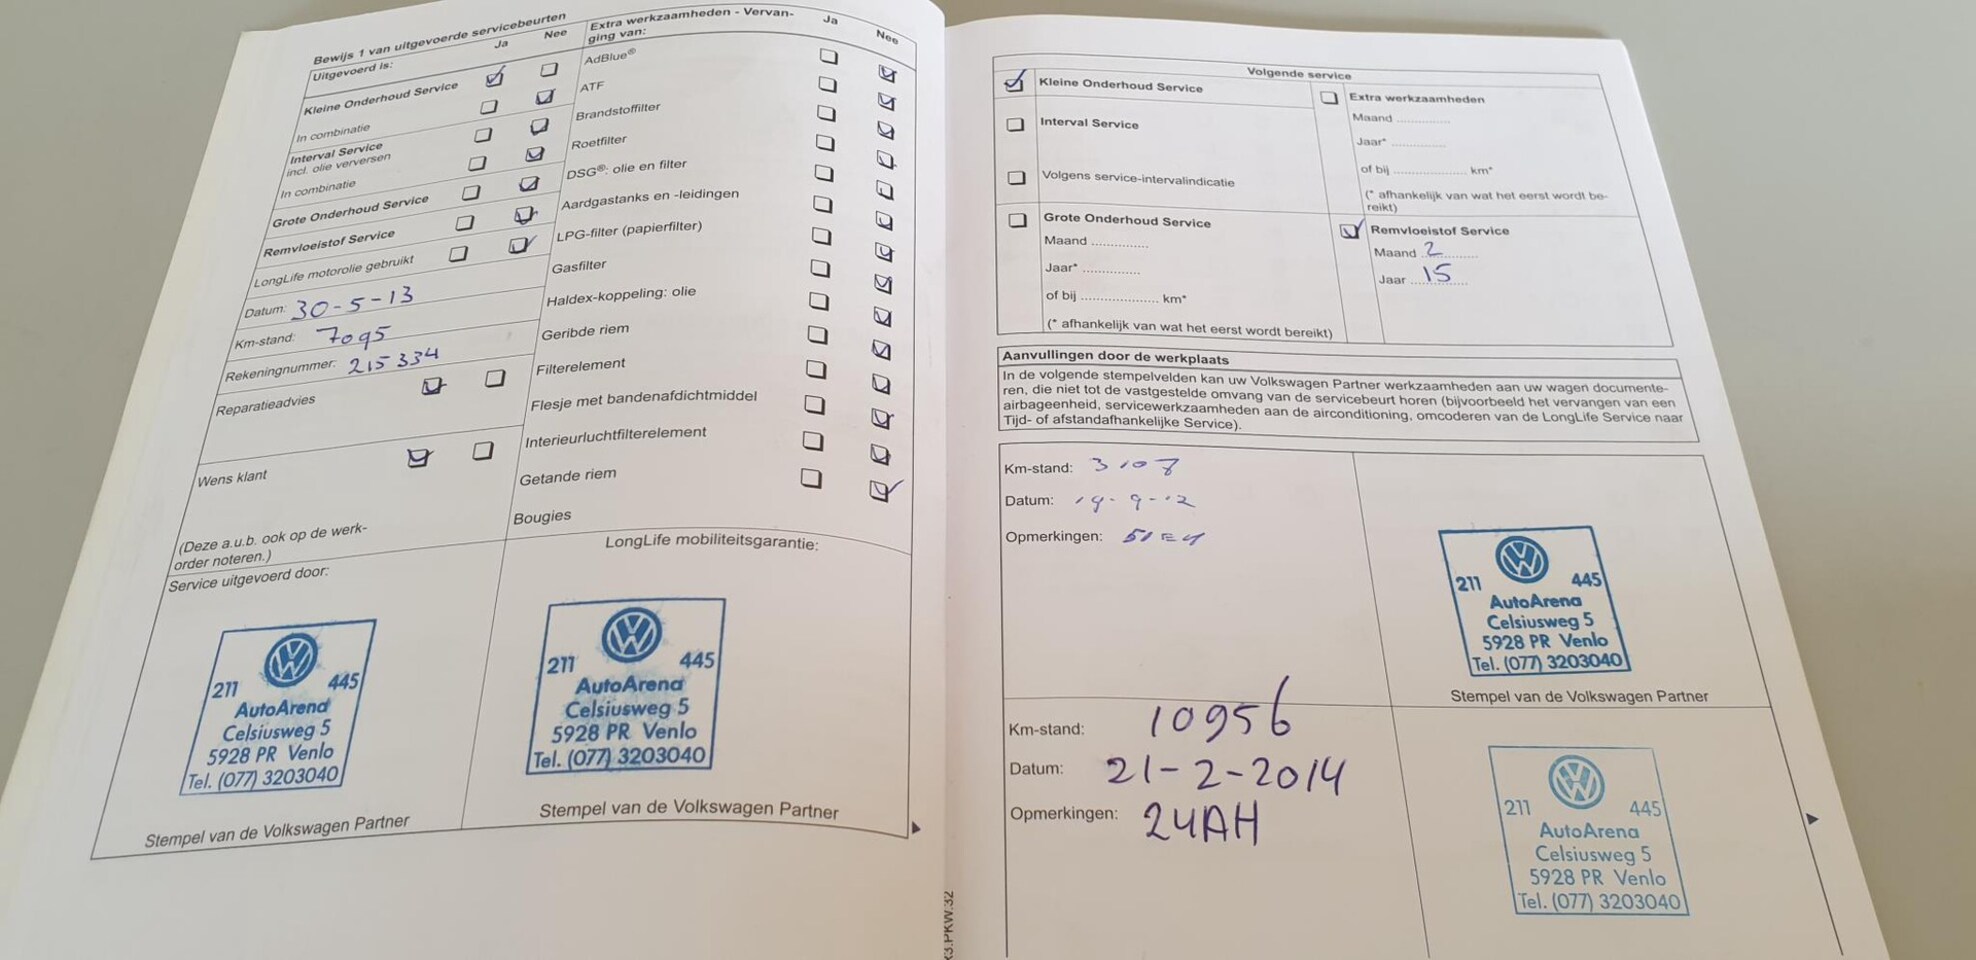 Bewijs 1 van uitgevoerde servicebeurten
Uitgevoerd is:
Ja
Nee
Kleine Onderhoud Service
In combinatie
Interval Service
incl. olie verversen
In combinatie
Grote Onderhoud Service
Remvloeistof Service
LongLife motorolie gebruikt
Datum: 30-5-13
Km-stand: 7095
Rekeningnummer: 215334
Reparatieadvies
Wens klant
(Deze a.u.b. ook op de werk-
order noteren.)
Service uitgevoerd door:
211 445
AutoArena
Celsiusweg 5
5928 PR Venlo
Tel. (077) 3203040
Stempel van de Volkswagen Partner
Extra werkzaamheden - Vervan-
ging van:
Ja
Nee
AdBlue®
ATF
Brandstoffilter
Roetfilter
DSG®: olie en filter
Aardgastanks en -leidingen
LPG-filter (papierfilter)
Gasfilter
Haldex-koppeling: olie
Geribde riem
Filterelement
Flesje met bandenafdichtmiddel
Interieurluchtfilterelement
Getande riem
Bougies
LongLife mobiliteitsgarantie:
211 445
AutoArena
Celsiusweg 5
5928 PR Venlo
Tel. (077) 3203040
Stempel van de Volkswagen Partner
Volgende service
Kleine Onderhoud Service
Interval Service
Volgens service-intervalindicatie
Grote Onderhoud Service
Maand ..............
Jaar* ..............
of bij ................... km*
(* afhankelijk van wat het eerst wordt bereikt)
Extra werkzaamheden
Maand ..............
Jaar* ..............
of bij ................... km*
(* afhankelijk van wat het eerst wordt be-
reikt)
Remvloeistof Service
Maand 2
Jaar 15
Aanvullingen door de werkplaats
In de volgende stempelvelden kan uw Volkswagen Partner werkzaamheden aan uw wagen documente-
ren, die niet tot de vastgestelde omvang van de servicebeurt horen (bijvoorbeeld het vervangen van een
airbageenheid, servicewerkzaamheden aan de airconditioning, omcoderen van de LongLife Service naar
Tijd- of afstandafhankelijke Service).
Km-stand: 3107
Datum:
Opmerkingen:
211 445
AutoArena
Celsiusweg 5
5928 PR Venlo
Tel. (077) 3203040
Stempel van de Volkswagen Partner
Km-stand: 10956
Datum: 21-2-2014
Opmerkingen: 24AH
211 445
AutoArena
Celsiusweg 5
5928 PR Venlo
Tel. (077) 3203040